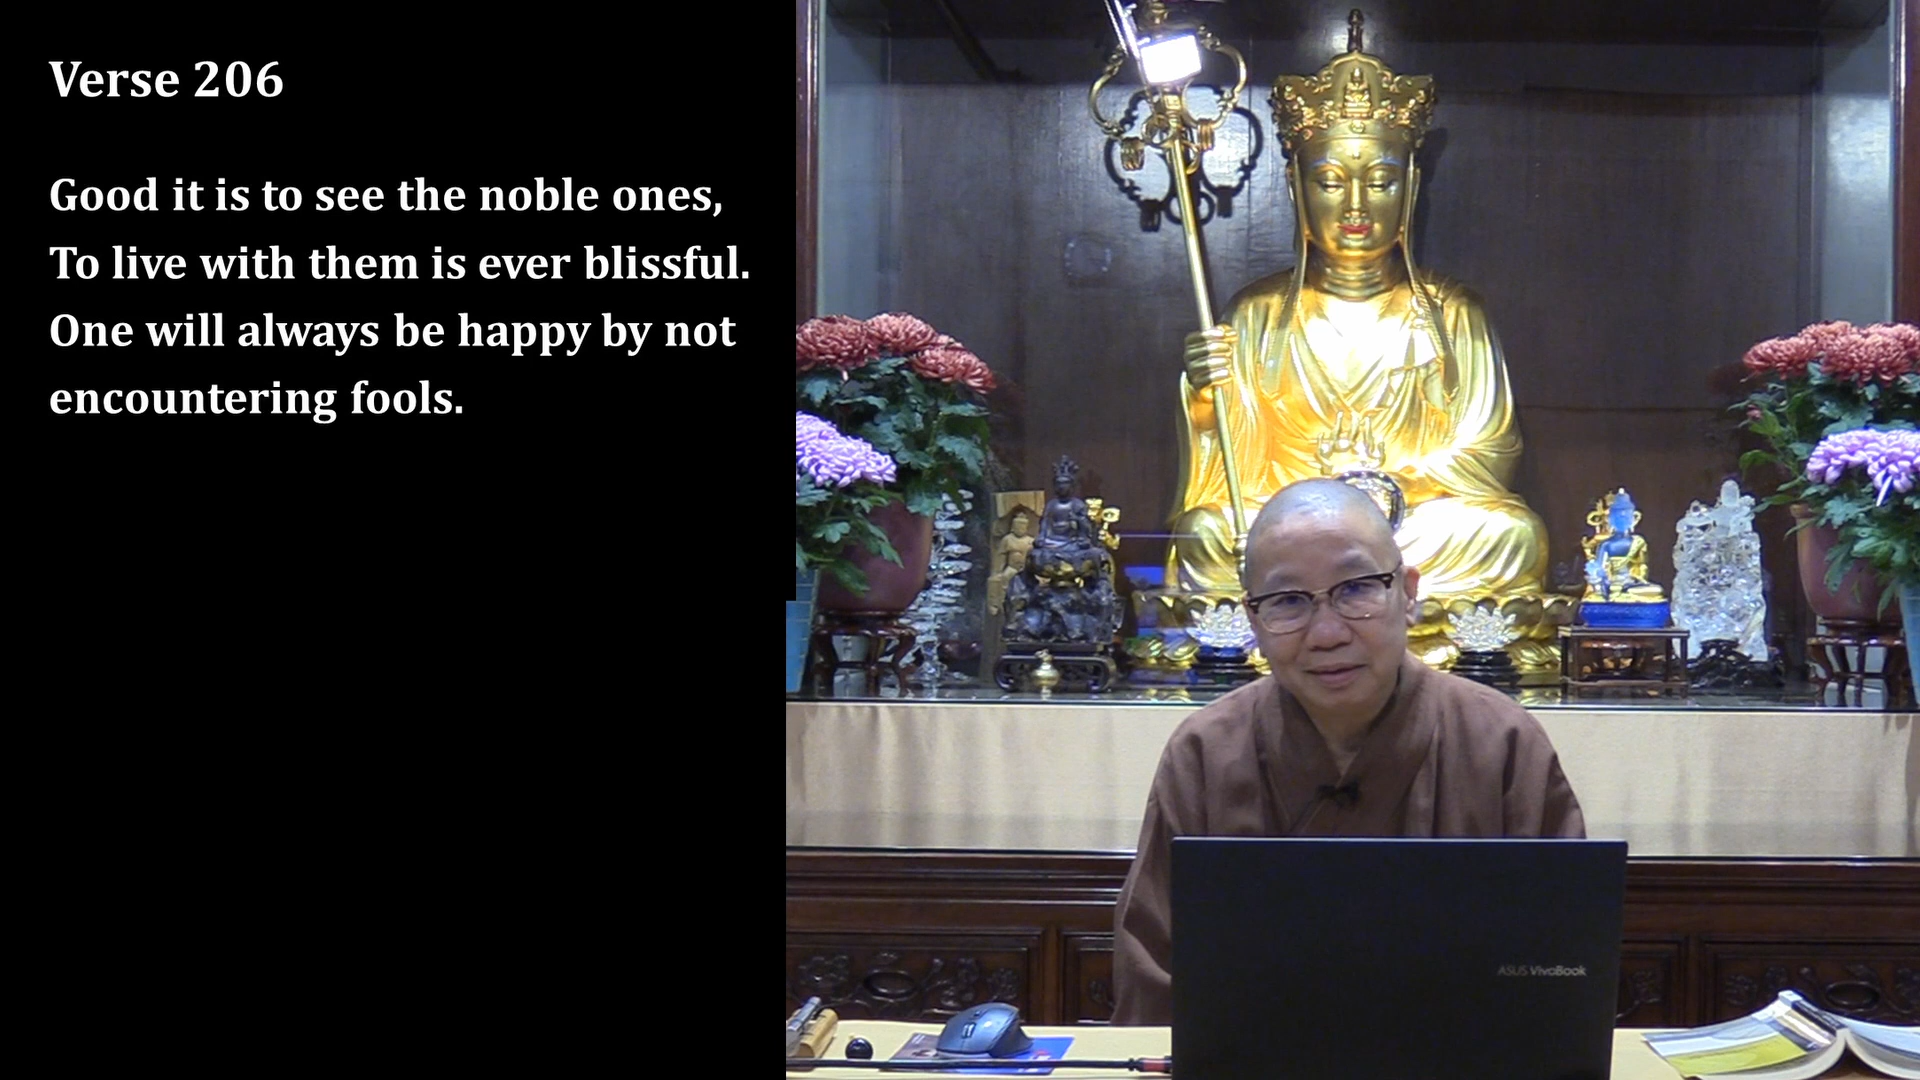 Verse 206
Good it is to see the noble ones,
To live with them is ever blissful.
One will always be happy by not
encountering fools.
ASUS VivoBook